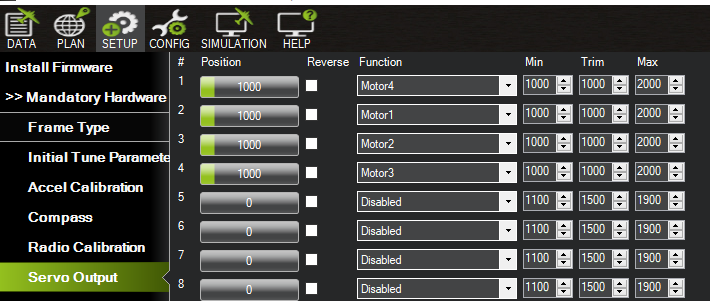 DATA PLAN SETUP CONFIG SIMULATION HELP
Install Firmware
>> Mandatory Hardware
Frame Type
Initial Tune Paramete
Accel Calibration
Compass
Radio Calibration
Servo Output
# Position Reverse Function Min Trim Max
1 1000 Motor4 1000 1000 2000
2 1000 Motor1 1000 1000 2000
3 1000 Motor2 1000 1000 2000
4 1000 Motor3 1000 1000 2000
5 0 Disabled 1100 1500 1900
6 0 Disabled 1100 1500 1900
7 0 Disabled 1100 1500 1900
8 0 Disabled 1100 1500 1900